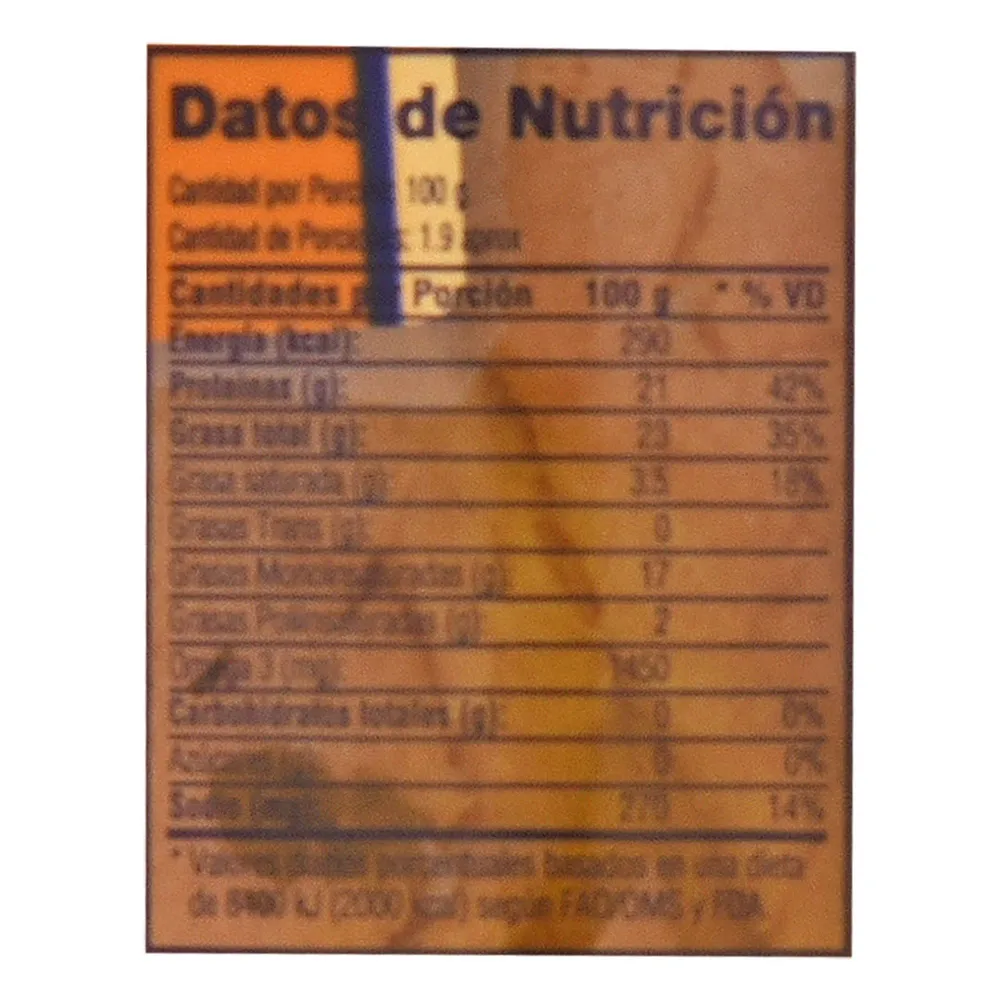 Datos de Nutrición
Cantidad por Porción: 100 g
Cantidad de Porciones: 1.9 aprox
Cantidades por Porción 100 g * % VD
Energía (kcal): 290
Proteínas (g): 21 42%
Grasa total (g): 23 35%
Grasa saturada (g): 3.5 18%
Grasas Trans (g): 0
Grasas Monoinsaturadas (g): 17
Grasas Poliinsaturadas (g): 2
Omega 3 (mg): 1450
Carbohidratos totales (g): 0 0%
Azúcares 0 0%
Sodio (mg): 270 14%
* Valores diarios porcentuales basados en una dieta
de 8400 kJ (2000 kcal) según FAO/OMS y FDA.